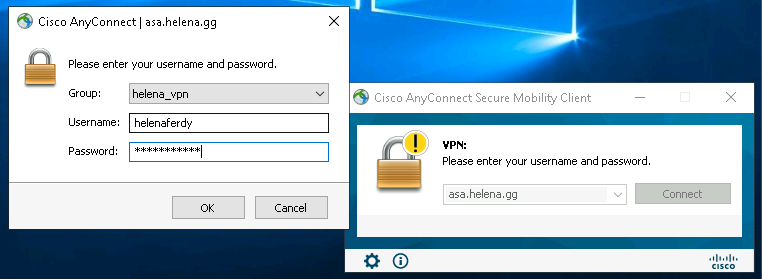 Cisco AnyConnect | asa.helena.gg
Please enter your username and password.
Group: helena_vpn
Username: helenaferdy
Password: ***********
OK Cancel
Cisco AnyConnect Secure Mobility Client
VPN:
Please enter your username and password.
asa.helena.gg Connect
cisco